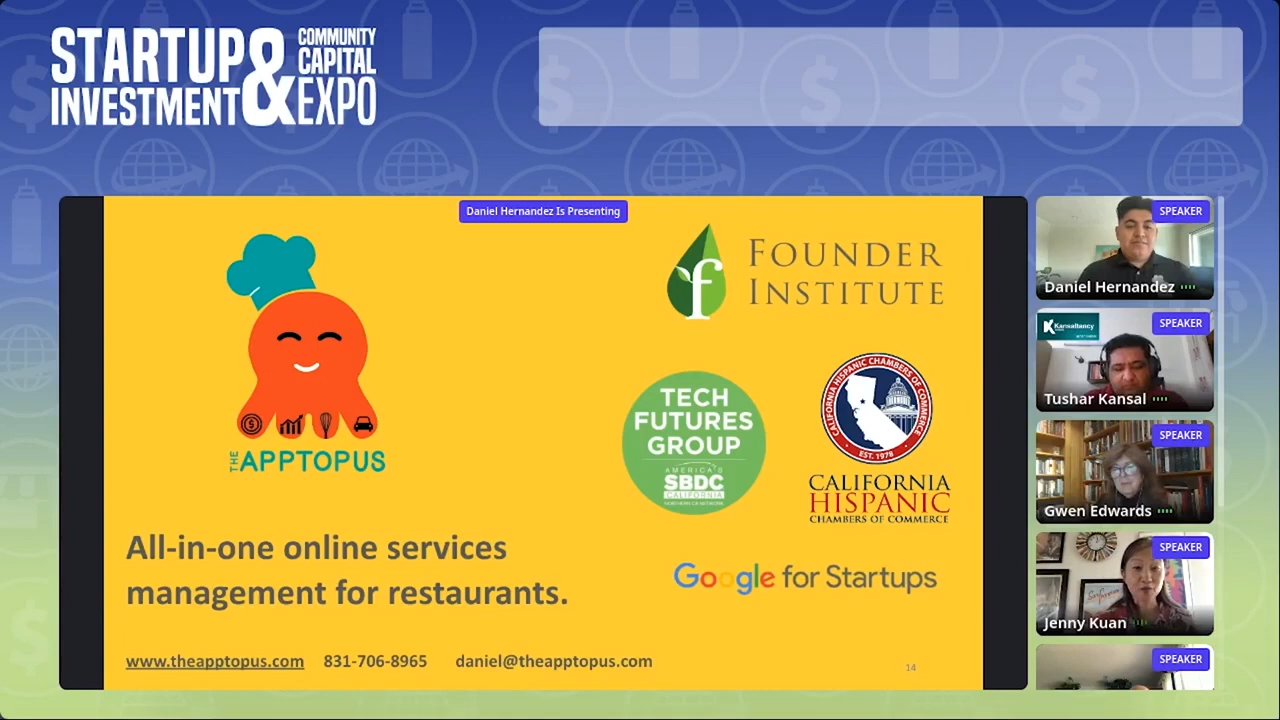 STARTUP & COMMUNITY CAPITAL
INVESTMENT EXPO
Daniel Hernandez Is Presenting
THE APPTOPUS
FOUNDER
INSTITUTE
TECH
FUTURES
GROUP
AMERICA'S
SBDC
CALIFORNIA
CALIFORNIA HISPANIC CHAMBERS OF COMMERCE
EST. 1978
CALIFORNIA
HISPANIC
CHAMBERS OF COMMERCE
Google for Startups
All-in-one online services
management for restaurants.
www.theapptopus.com 831-706-8965 daniel@theapptopus.com
14
SPEAKER
Daniel Hernandez
Kansaltancy
SPEAKER
Tushar Kansal
SPEAKER
Gwen Edwards
SPEAKER
Jenny Kuan
SPEAKER